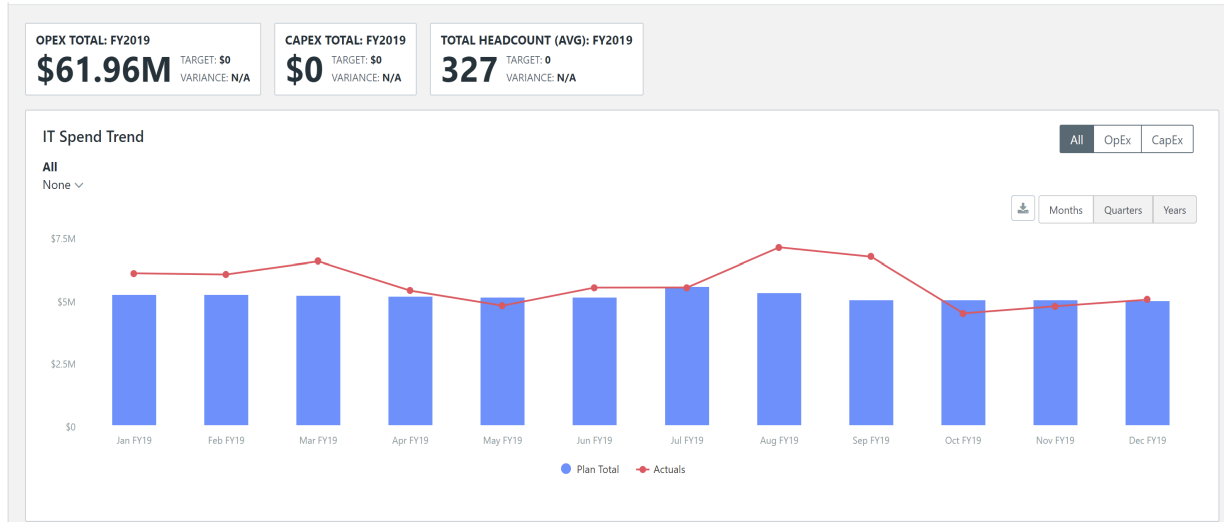 OPEX TOTAL: FY2019
$61.96M
TARGET: $0
VARIANCE: N/A
CAPEX TOTAL: FY2019
$0
TARGET: $0
VARIANCE: N/A
TOTAL HEADCOUNT (AVG): FY2019
327
TARGET: 0
VARIANCE: N/A
IT Spend Trend
All OpEx CapEx
All
None
Months Quarters Years
$7.5M
$5M
$2.5M
$0
Jan FY19 Feb FY19 Mar FY19 Apr FY19 May FY19 Jun FY19 Jul FY19 Aug FY19 Sep FY19 Oct FY19 Nov FY19 Dec FY19
Plan Total Actuals